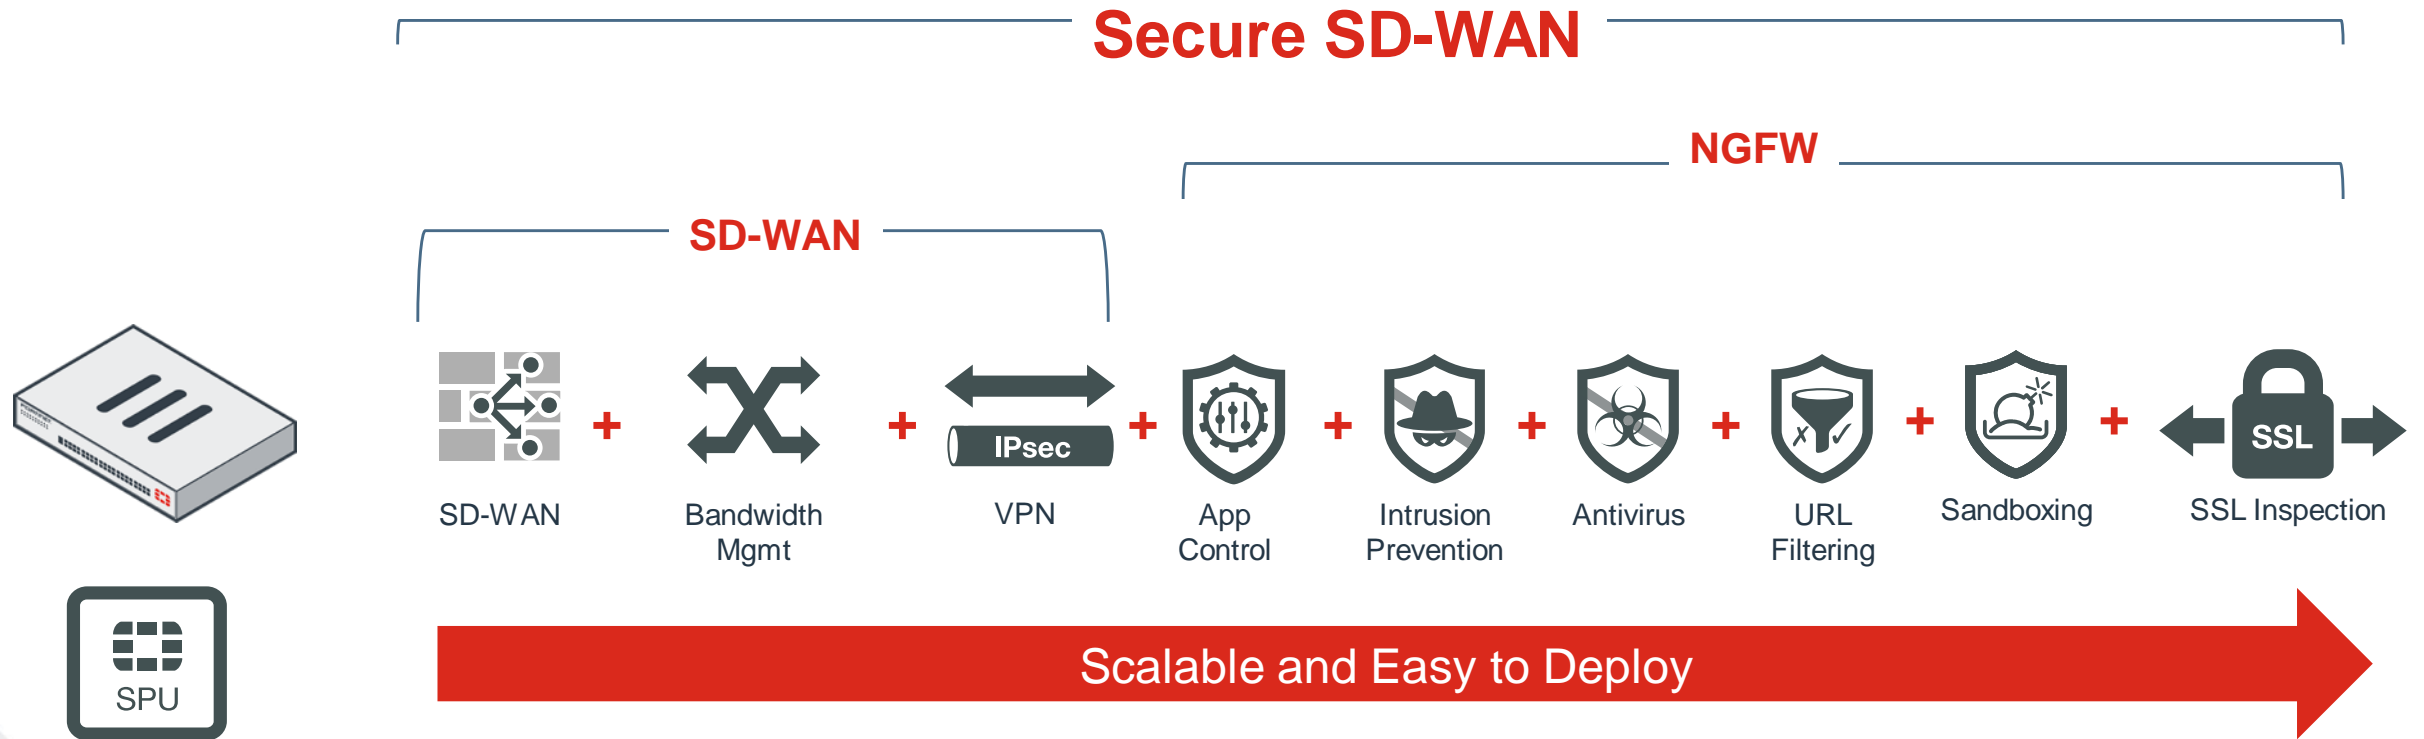 Secure SD-WAN
NGFW
SD-WAN
IPsec
SSL
SD-WAN
Bandwidth
Mgmt
VPN
App
Control
Intrusion
Prevention
Antivirus
URL
Filtering
Sandboxing
SSL Inspection
Scalable and Easy to Deploy
SPU